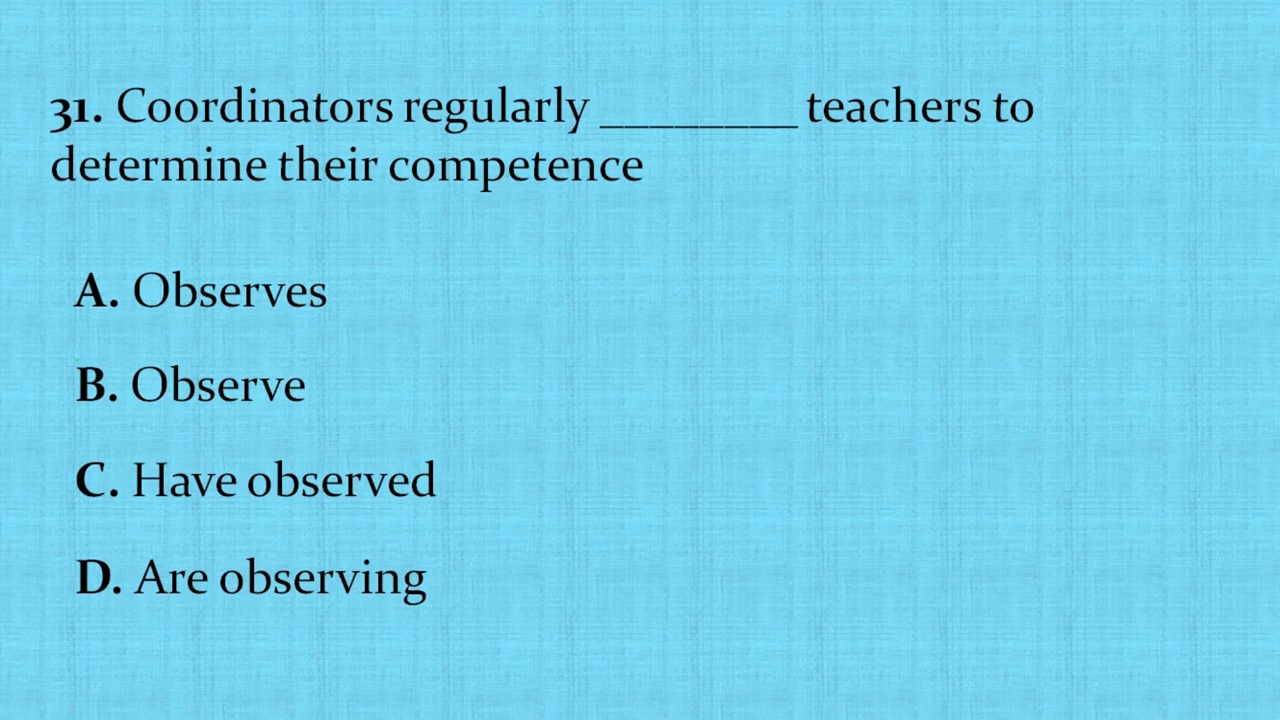 31. Coordinators regularly ________ teachers to
determine their competence
A. Observes
B. Observe
C. Have observed
D. Are observing